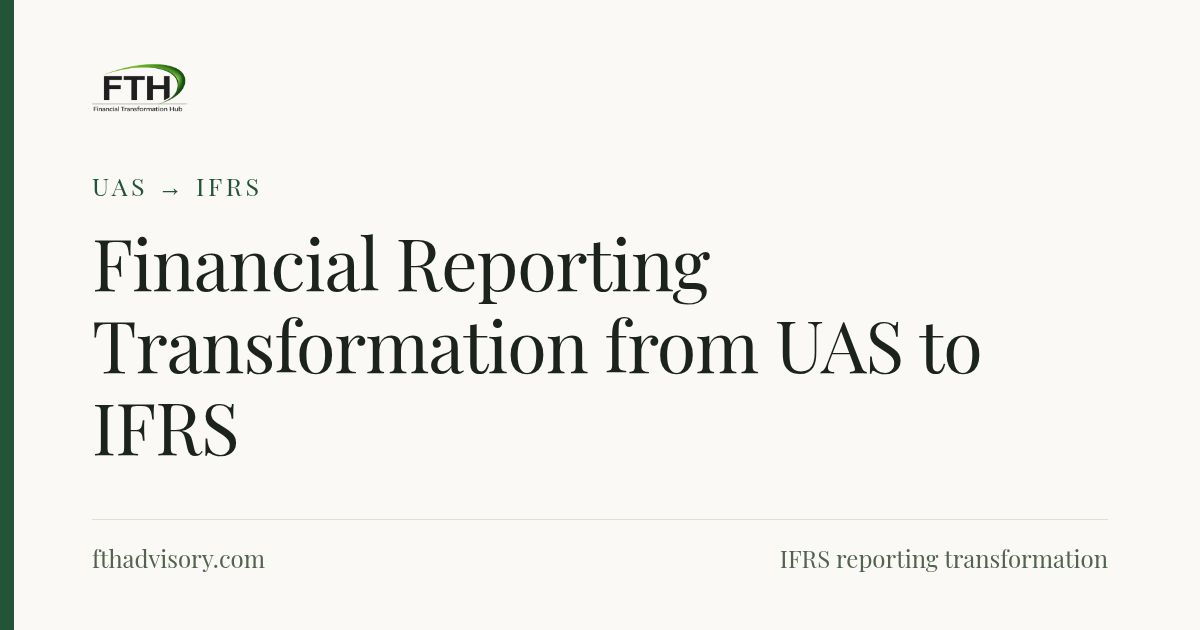 FTH
Financial Transformation Hub
UAS → IFRS
Financial Reporting
Transformation from UAS to
IFRS
fthadvisory.com
IFRS reporting transformation